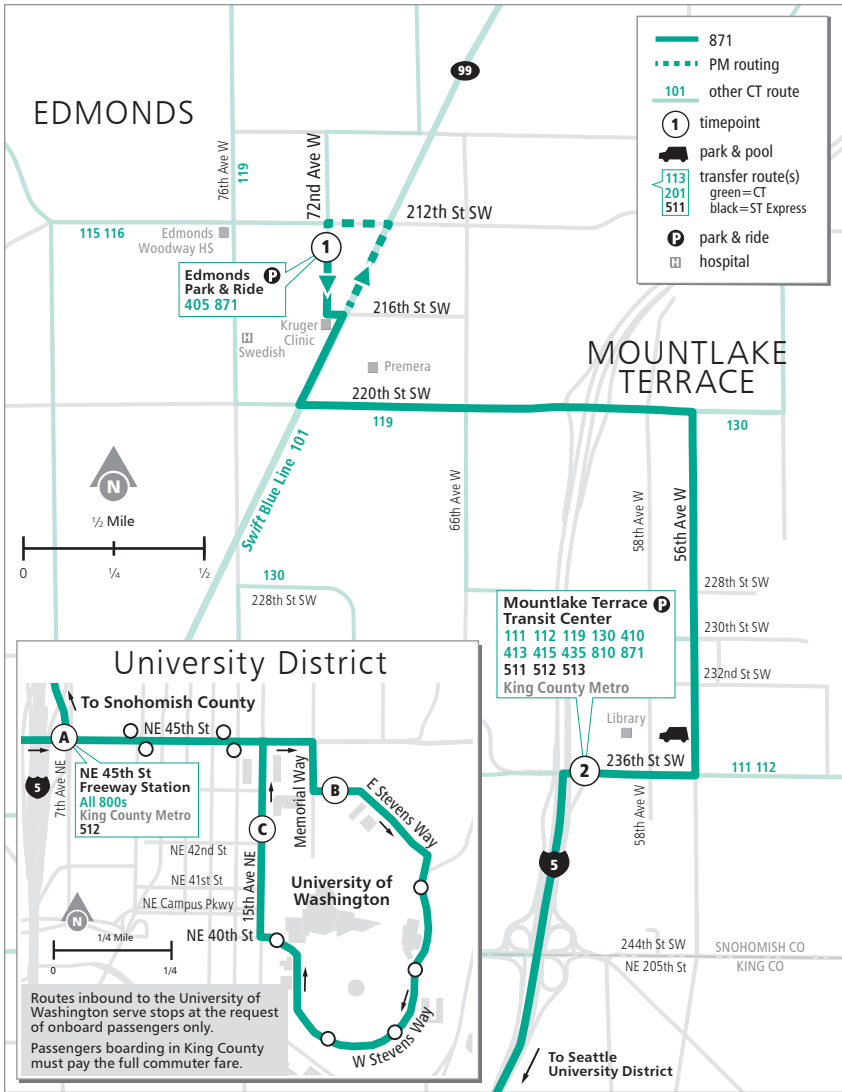 EDMONDS
99
871
PM routing
101 other CT route
1 timepoint
park & pool
113 transfer route(s)
201 green=CT
511 black=ST Express
P park & ride
H hospital
76th Ave W
119
72nd Ave W
212th St SW
115 116
Edmonds
Woodway HS
1
Edmonds P
Park & Ride
405 871
216th St SW
Kruger
Clinic
H
Swedish
Premera
MOUNTLAKE
TERRACE
220th St SW
119
130
Swift Blue Line 101
66th Ave W
58th Ave W
56th Ave W
N
1/2 Mile
0 1/4 1/2
130
228th St SW
228th St SW
230th St SW
232nd St SW
Mountlake Terrace P
Transit Center
111 112 119 130 410
413 415 435 810 871
511 512 513
King County Metro
Library
236th St SW
2
111 112
58th Ave W
5
244th St SW
SNOHOMISH CO
NE 205th St
KING CO
To Seattle
University District
University District
To Snohomish County
NE 45th St
A
NE 45th St
Freeway Station
All 800s
King County Metro
512
5
7th Ave NE
Memorial Way
B
E Stevens Way
C
NE 42nd St
NE 41st St
NE Campus Pkwy
15th Ave NE
NE 40th St
University of
Washington
W Stevens Way
N
1/4 Mile
0 1/4
Routes inbound to the University of
Washington serve stops at the request
of onboard passengers only.
Passengers boarding in King County
must pay the full commuter fare.